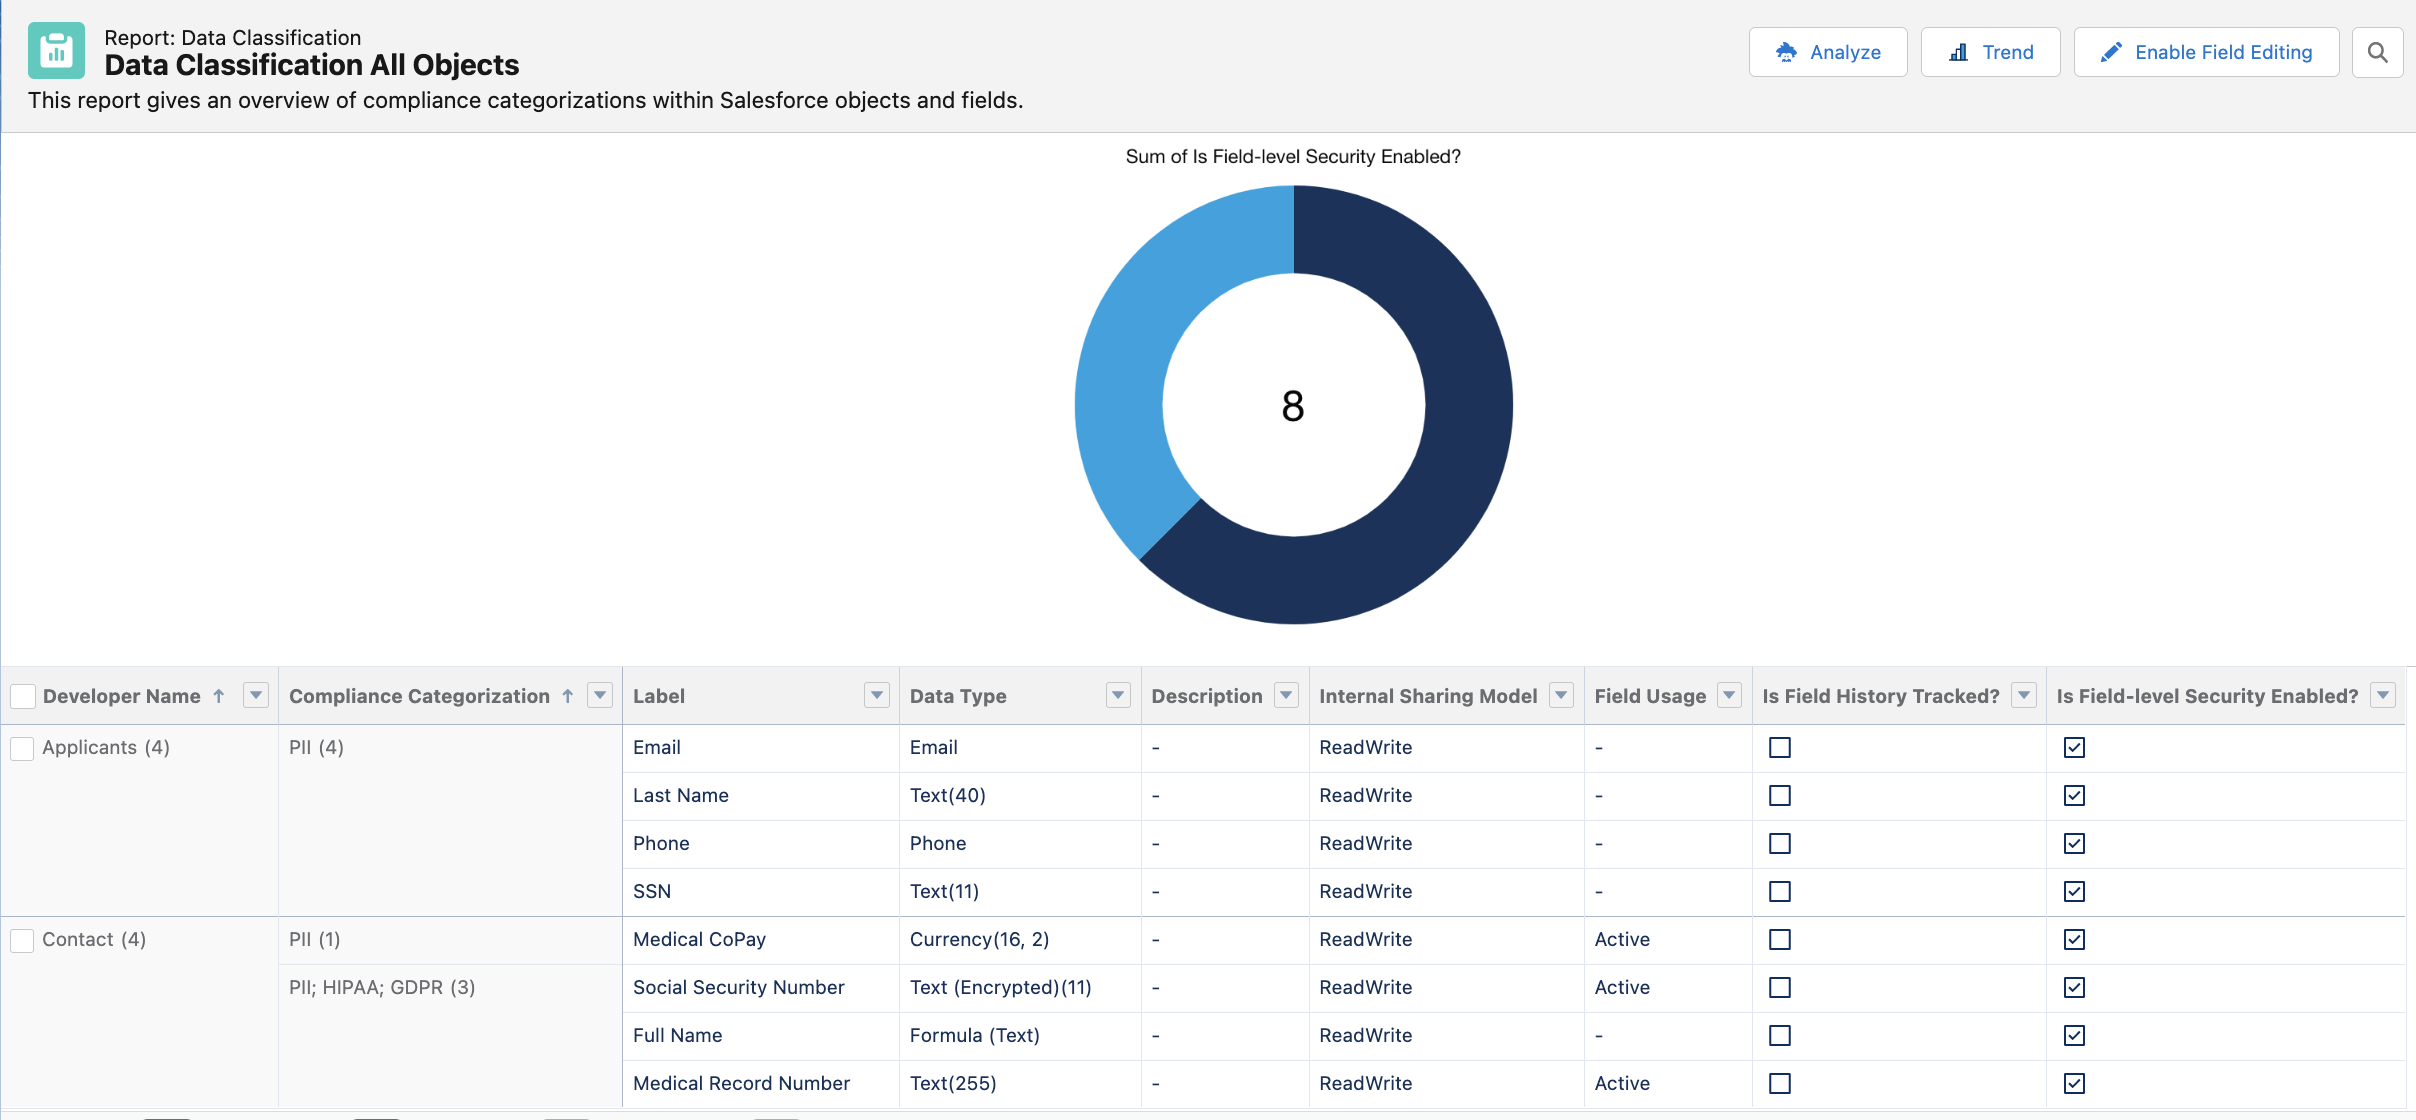 Report: Data Classification
Data Classification All Objects
This report gives an overview of compliance categorizations within Salesforce objects and fields.
Analyze
Trend
Enable Field Editing
Sum of Is Field-level Security Enabled?
8
Developer Name ↑ Compliance Categorization ↑ Label Data Type Description Internal Sharing Model Field Usage Is Field History Tracked? Is Field-level Security Enabled?
Applicants (4) PII (4) Email Email - ReadWrite -
Last Name Text(40) - ReadWrite -
Phone Phone - ReadWrite -
SSN Text(11) - ReadWrite -
Contact (4) PII (1) Medical CoPay Currency(16, 2) - ReadWrite Active
PII; HIPAA; GDPR (3) Social Security Number Text (Encrypted)(11) - ReadWrite Active
Full Name Formula (Text) - ReadWrite -
Medical Record Number Text(255) - ReadWrite Active